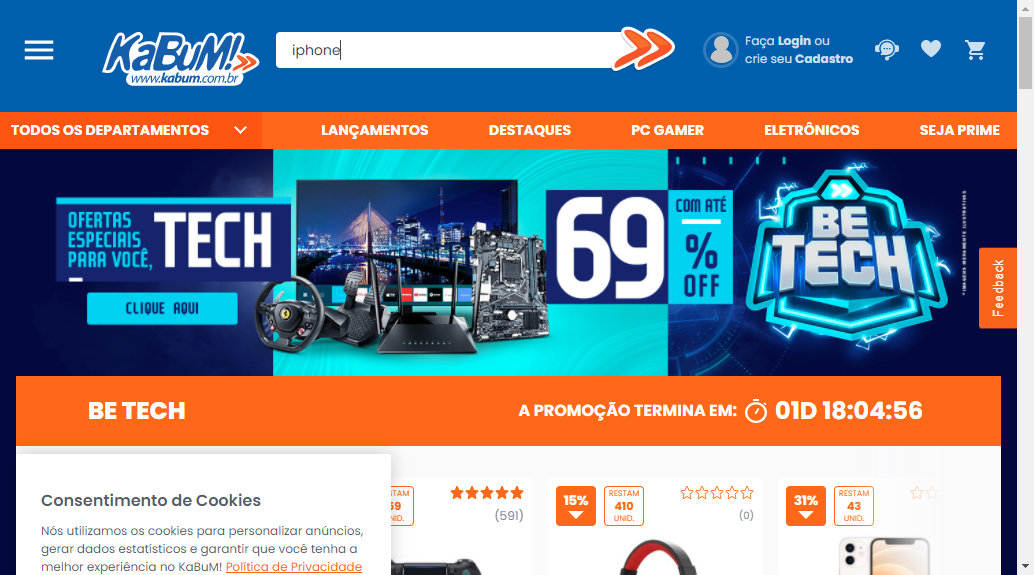 KaBuM!
www.kabum.com.br
iphone
Faça Login ou
crie seu Cadastro
TODOS OS DEPARTAMENTOS
LANÇAMENTOS
DESTAQUES
PC GAMER
ELETRÔNICOS
SEJA PRIME
OFERTAS
ESPECIAIS
PARA VOCÊ,
TECH
CLIQUE AQUI
69
COM ATÉ
%
OFF
BE
TECH
* IMAGENS MERAMENTE ILUSTRATIVAS
Feedback
BE TECH
A PROMOÇÃO TERMINA EM:
01D 18:04:56
(591)
15%
RESTAM
410
UNID.
(0)
31%
RESTAM
43
UNID.
Consentimento de Cookies
Nós utilizamos os cookies para personalizar anúncios,
gerar dados estatísticos e garantir que você tenha a
melhor experiência no KaBuM! Política de Privacidade